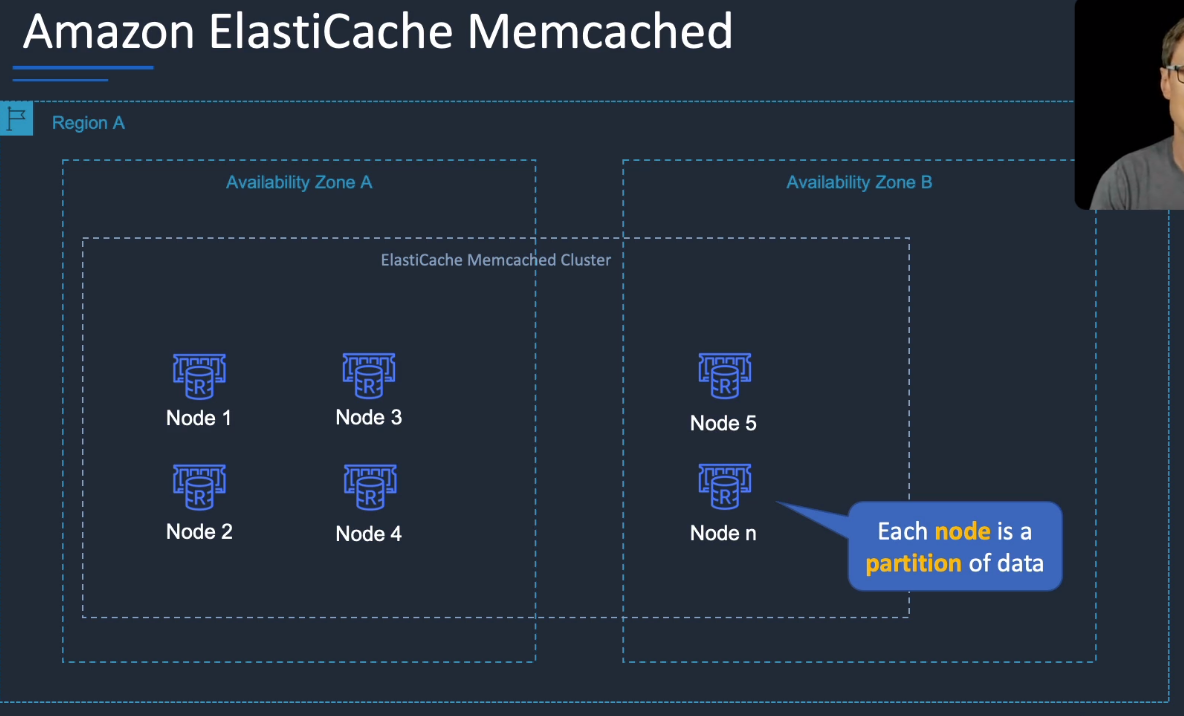 Amazon ElastiCache Memcached
Region A
Availability Zone A
Availability Zone B
ElastiCache Memcached Cluster
R
R
R
Node 1
Node 3
Node 5
R
R
R
Node 2
Node 4
Node n
Each node is a
partition of data